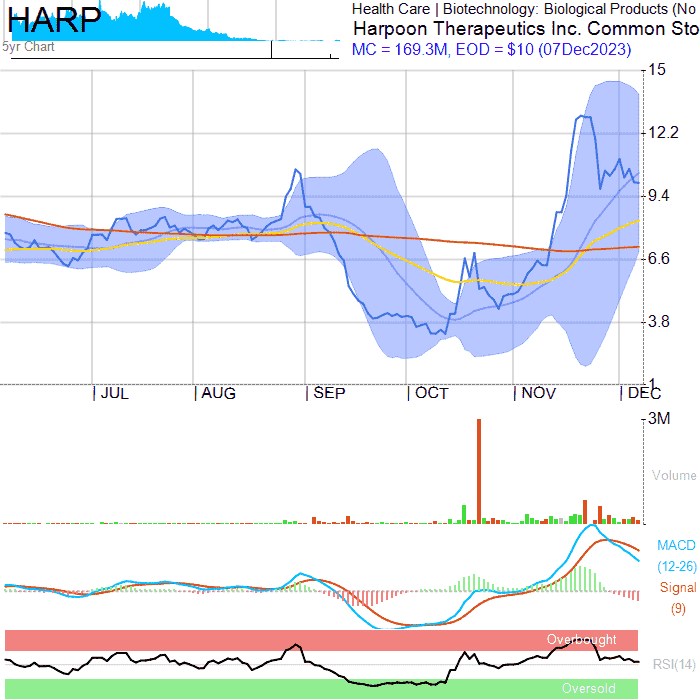 HARP
5yr Chart
Health Care | Biotechnology: Biological Products (No
Harpoon Therapeutics Inc. Common Sto
MC = 169.3M, EOD = $10 (07Dec2023)
15
12.2
9.4
6.6
3.8
1
| JUL | AUG | SEP | OCT | NOV | DEC
3M
Volume
MACD
(12-26)
Signal
(9)
Overbought
RSI(14)
Oversold